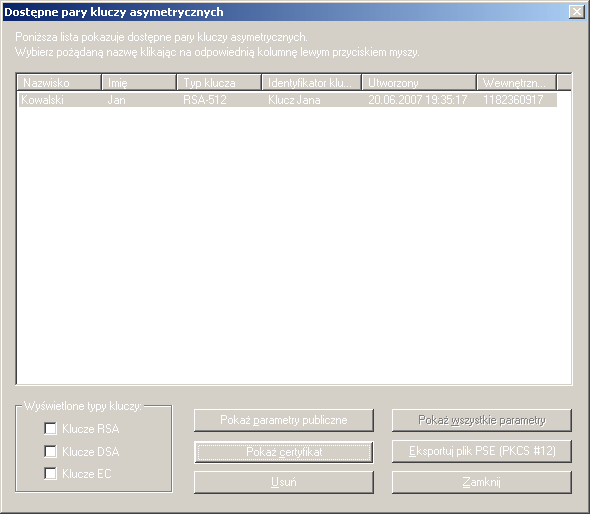 Dostępne pary kluczy asymetrycznych
Poniższa lista pokazuje dostępne pary kluczy asymetrycznych.
Wybierz pożądaną nazwę klikając na odpowiednią kolumnę lewym przyciskiem myszy.
Nazwisko Imię Typ klucza Identyfikator klu... Utworzony Wewnętrzn...
Kowalski Jan RSA-512 Klucz Jana 20.06.2007 19:35:17 1182360917
Wyświetlone typy kluczy
Klucze RSA
Klucze DSA
Klucze EC
Pokaż parametry publiczne
Pokaż wszystkie parametry
Pokaż certyfikat
Eksportuj plik PSE (PKCS #12)
Usuń
Zamknij